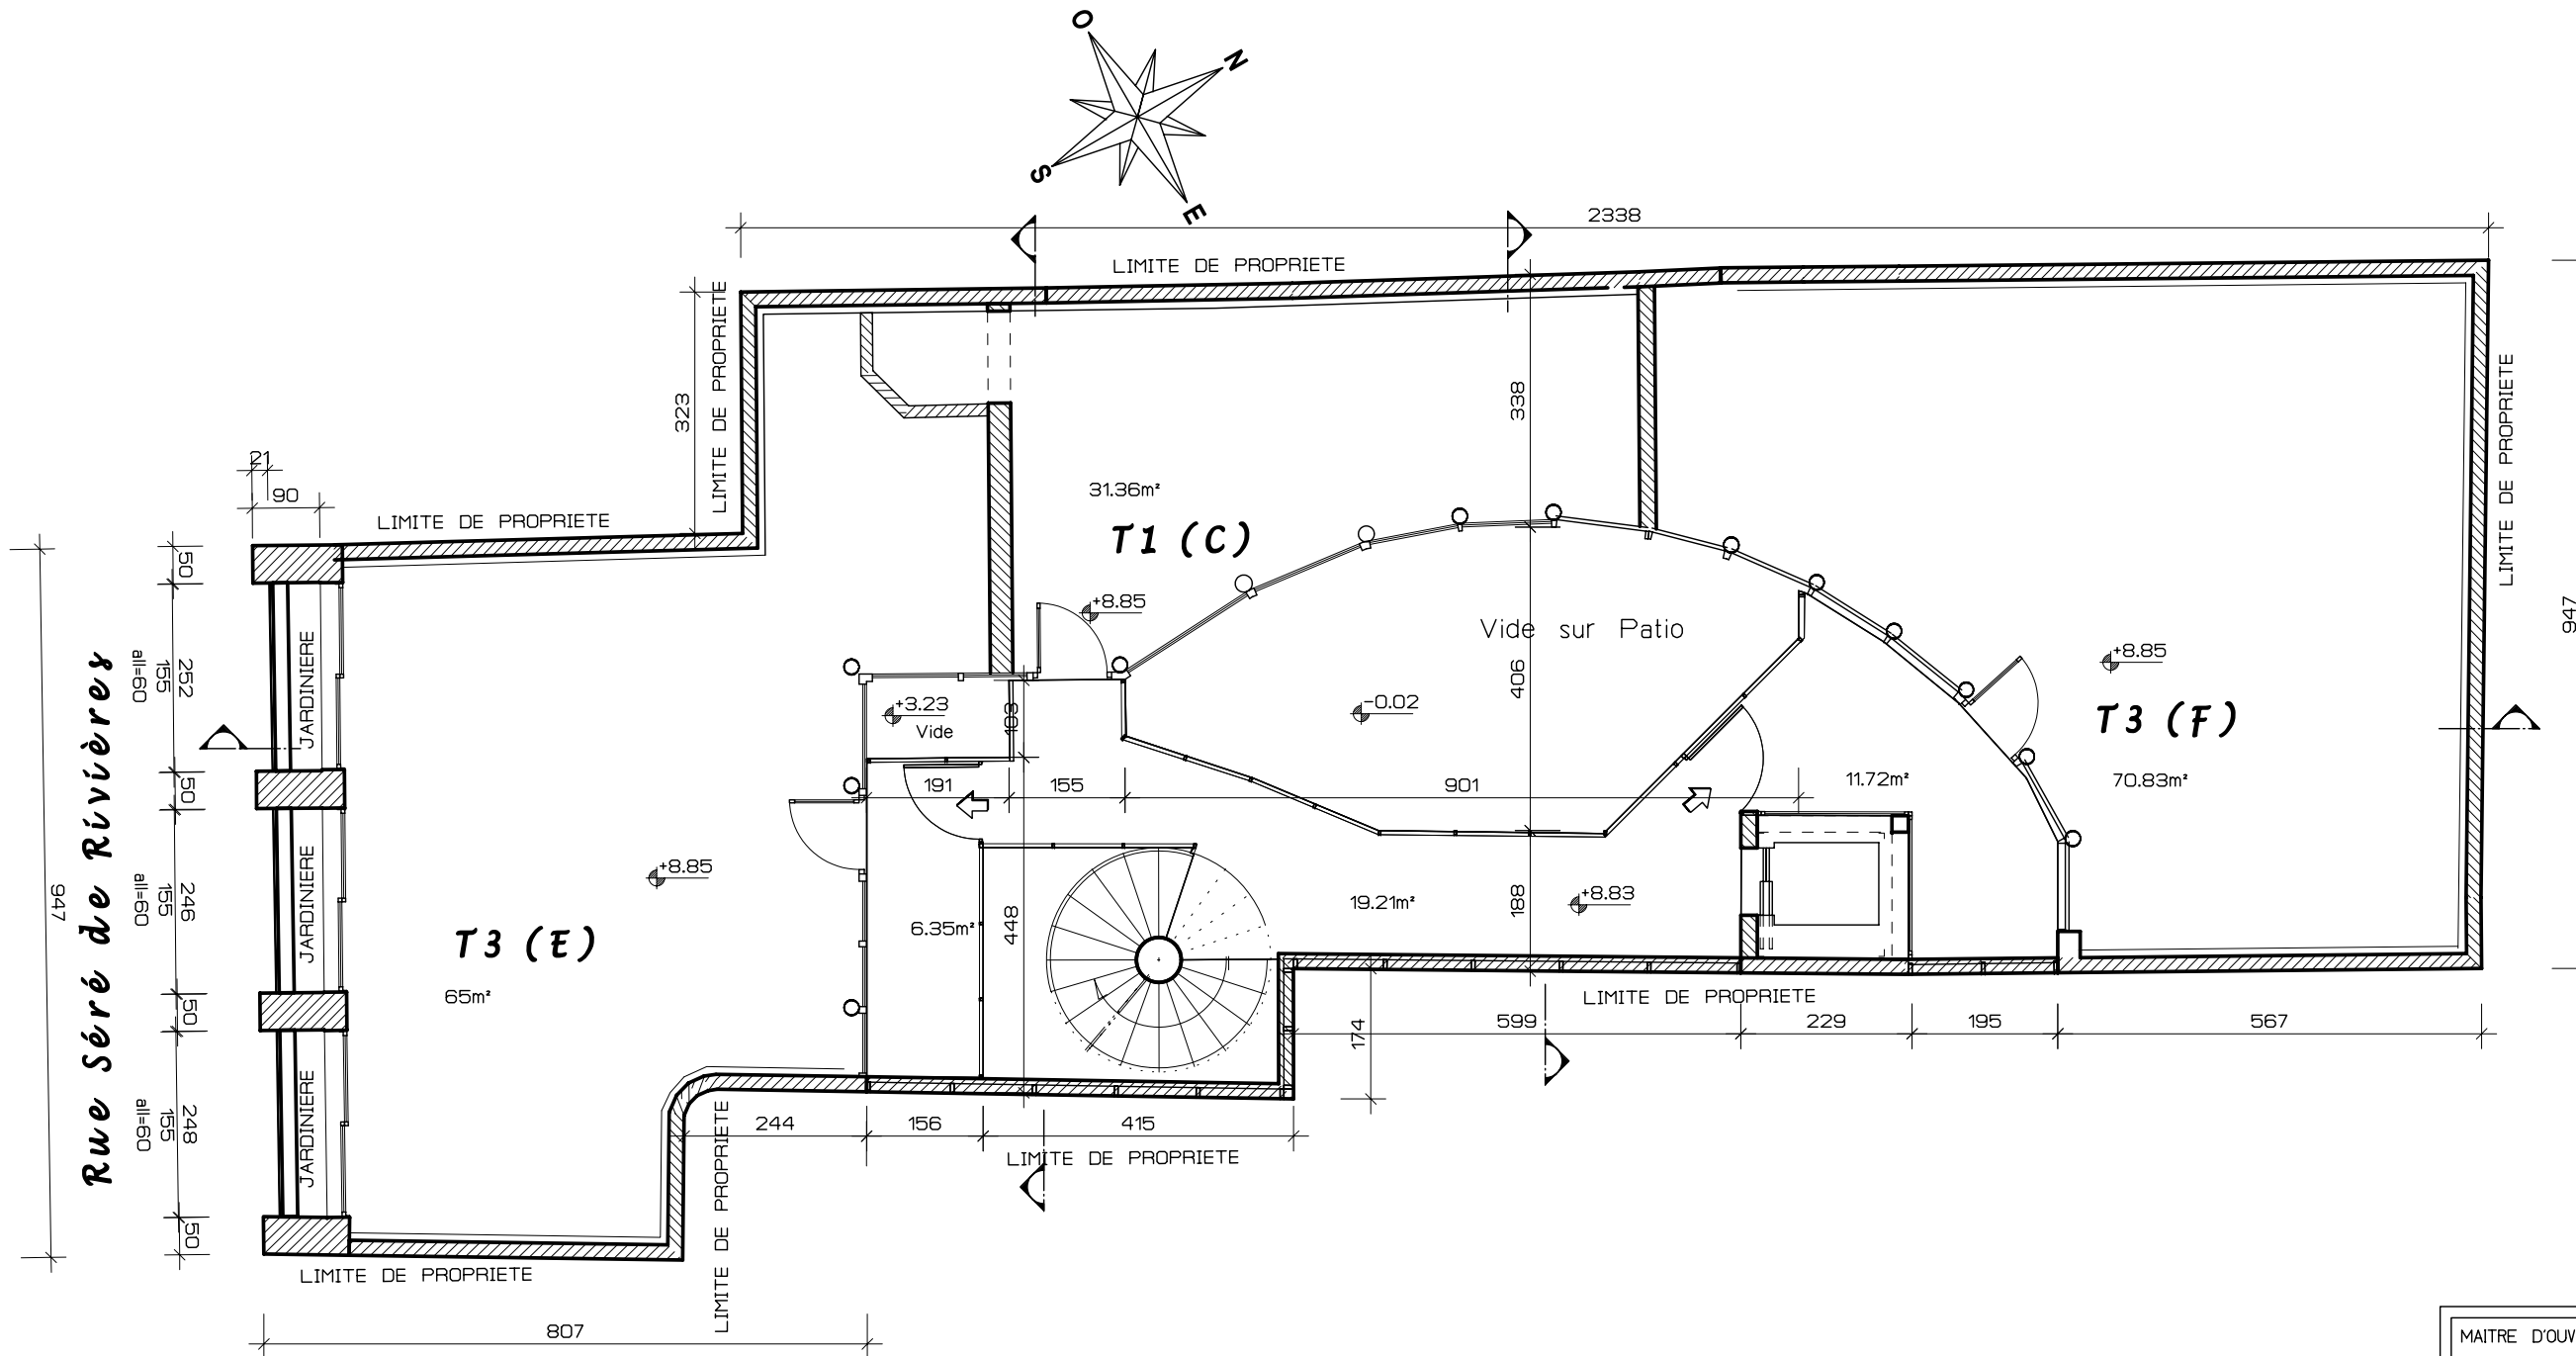 O
N
S
E
2338
LIMITE DE PROPRIETE
LIMITE DE PROPRIETE
323
338
LIMITE DE PROPRIETE
21
90
LIMITE DE PROPRIETE
31.36m²
T1 (C)
50
+8.85
Vide sur Patio
947
252
155
all=60
JARDINIERE
+8.85
406
+3.23
Vide
103
-0.02
T3 (F)
Rue Séré de Rivières
50
191
155
901
11.72m²
70.83m²
+8.85
246
155
all=60
JARDINIERE
947
188
19.21m²
+8.83
6.35m²
448
T3 (E)
65m²
50
LIMITE DE PROPRIETE
174
599
229
195
567
248
155
all=60
JARDINIERE
244
156
415
LIMITE DE PROPRIETE
LIMITE DE PROPRIETE
50
LIMITE DE PROPRIETE
807
MAITRE D'OUV